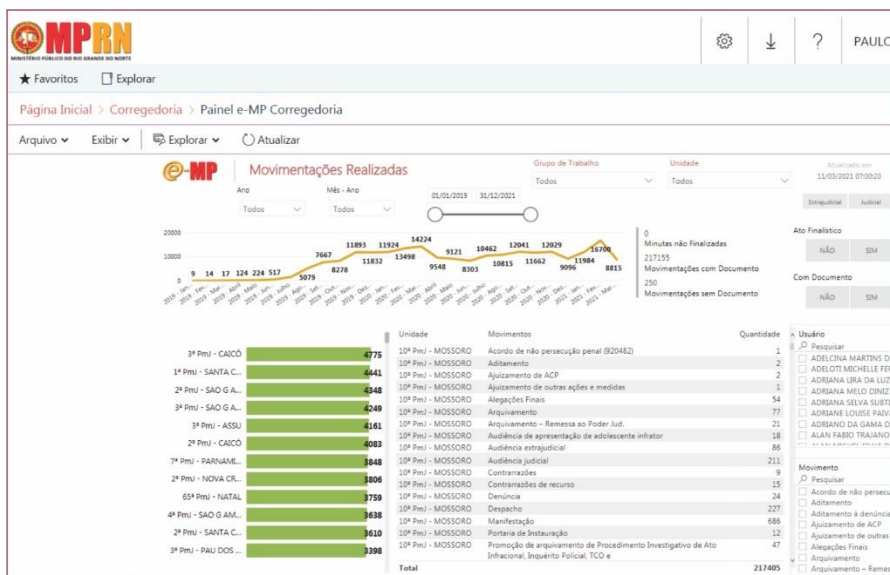 MPRN
MINISTÉRIO PÚBLICO DO RIO GRANDE DO NORTE
?
PAULO
★ Favoritos
Explorar
Página Inicial > Corregedoria > Painel e-MP Corregedoria
Arquivo
Exibir
Explorar
Atualizar
e-MP
Movimentações Realizadas
Grupo de Trabalho
Todos
Unidade
Todos
Atualizado em
11/03/2021 07:00:20
Ano
Todos
Mês - Ano
Todos
01/01/2019
31/12/2021
Extrajudicial
Judicial
Ato Finalístico
NÃO
SIM
Com Documento
NÃO
SIM
20000
10000
0
9 14 17 124 224 517 5079 7667 8278 11893 11832 11924 13498 14224 9548 9121 8303 10462 10815 12041 11662 12029 9096 11984 16700 8815
0
Minutas não Finalizadas
217155
Movimentações com Documento
250
Movimentações sem Documento
3ª PmJ - CAICÓ 4775
1ª PmJ - SANTA C... 4441
2ª PmJ - SAO G A... 4348
3ª PmJ - SAO G A... 4249
3ª PmJ - ASSU 4161
2ª PmJ - CAICÓ 4083
7ª PmJ - PARNAMI... 3848
2ª PmJ - NOVA CR... 3806
65ª PmJ - NATAL 3759
4ª PmJ - SAO G AM... 3638
2ª PmJ - SANTA C... 3610
3ª PmJ - PAU DOS ... 3398
Unidade Movimentos Quantidade
10ª PmJ - MOSSORO Acordo de não persecução penal (920482) 1
10ª PmJ - MOSSORO Aditamento 2
10ª PmJ - MOSSORO Ajuizamento de ACP 2
10ª PmJ - MOSSORO Ajuizamento de outras ações e medidas 1
10ª PmJ - MOSSORO Alegações Finais 54
10ª PmJ - MOSSORO Arquivamento 77
10ª PmJ - MOSSORO Arquivamento – Remessa ao Poder Jud. 21
10ª PmJ - MOSSORO Audiência de apresentação de adolescente infrator 18
10ª PmJ - MOSSORO Audiência extrajudicial 86
10ª PmJ - MOSSORO Audiência judicial 211
10ª PmJ - MOSSORO Contrarrazões 9
10ª PmJ - MOSSORO Contrarrazões de recurso 15
10ª PmJ - MOSSORO Denúncia 24
10ª PmJ - MOSSORO Despacho 227
10ª PmJ - MOSSORO Manifestação 686
10ª PmJ - MOSSORO Portaria de Instauração 12
10ª PmJ - MOSSORO Promoção de arquivamento de Procedimento Investigativo de Ato 47
Infracional, Inquérito Policial, TCO e
Total 217405
Usuário
Pesquisar
ADELCINA MARTINS D
ADELOTI MICHELLE FE
ADRIANA LIRA DA LUZ
ADRIANA MELO DINIZ
ADRIANA SELVA SUBTI
ADRIANE LOUISE PAIV
ADRIANO DA GAMA D
ALAN FABIO TRAJANO
Movimento
Pesquisar
Acordo de não persecu
Aditamento
Aditamento à denúncia
Ajuizamento de ACP
Ajuizamento de outras
Alegações Finais
Arquivamento
Arquivamento – Remes